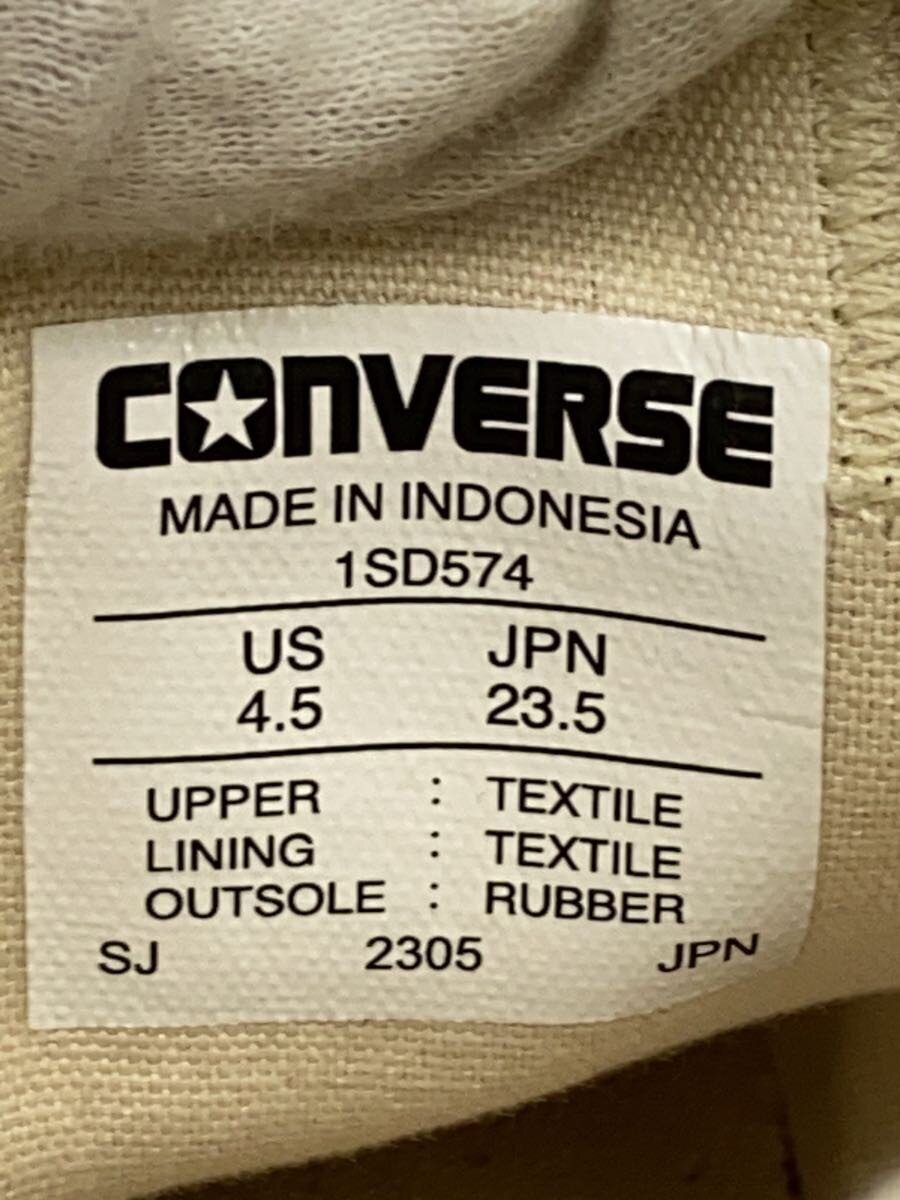 CONVERSE
MADE IN INDONESIA
1SD574
US JPN
4.5 23.5
UPPER : TEXTILE
LINING : TEXTILE
OUTSOLE : RUBBER
SJ 2305 JPN